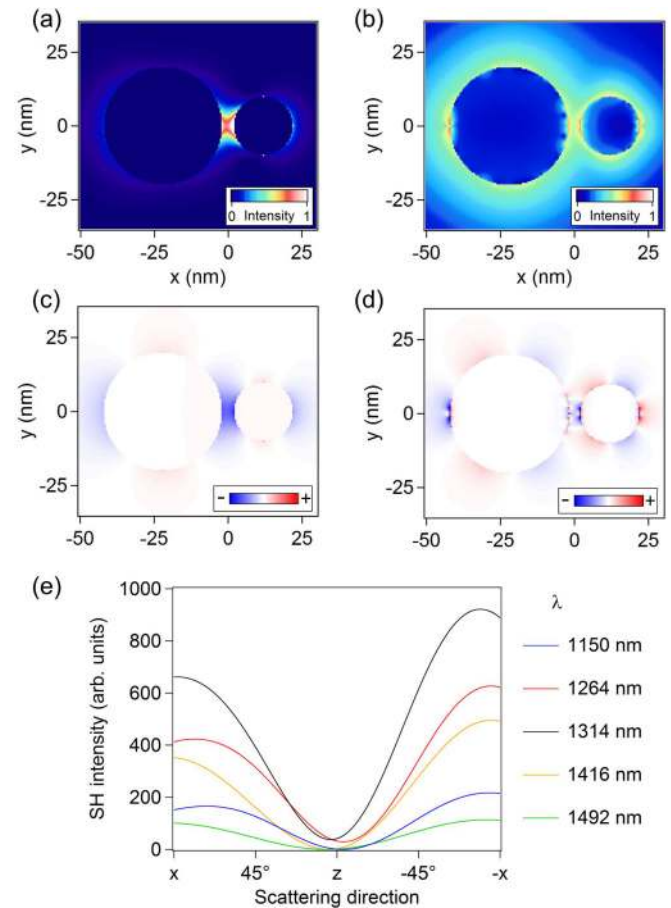 (a)
(b)
25
0
-25
y (nm)
0 Intensity 1
-50 -25 0 25
x (nm)
25
0
-25
y (nm)
0 Intensity 1
-50 -25 0 25
x (nm)
(c)
(d)
25
0
-25
y (nm)
- +
-50 -25 0 25
25
0
-25
y (nm)
- +
-50 -25 0 25
(e)
1000
800
600
400
200
0
SH intensity (arb. units)
x 45° z -45° -x
Scattering direction
λ
1150 nm
1264 nm
1314 nm
1416 nm
1492 nm